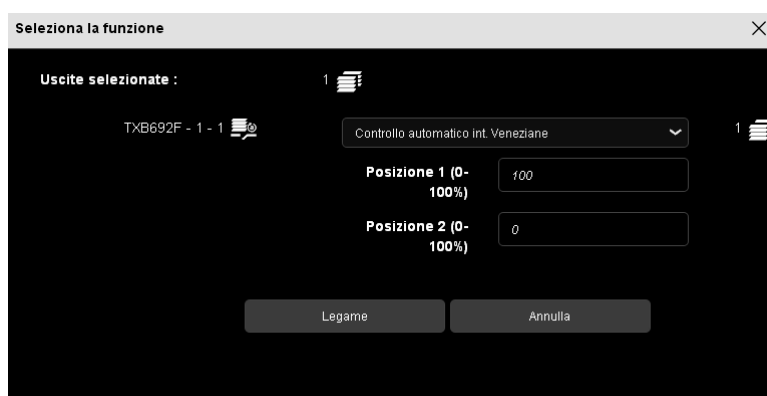 Seleziona la funzione
Uscite selezionate :
1
TXB692F - 1 - 1
Controllo automatico int. Veneziane
1
Posizione 1 (0-
100%)
100
Posizione 2 (0-
100%)
0
Legame
Annulla